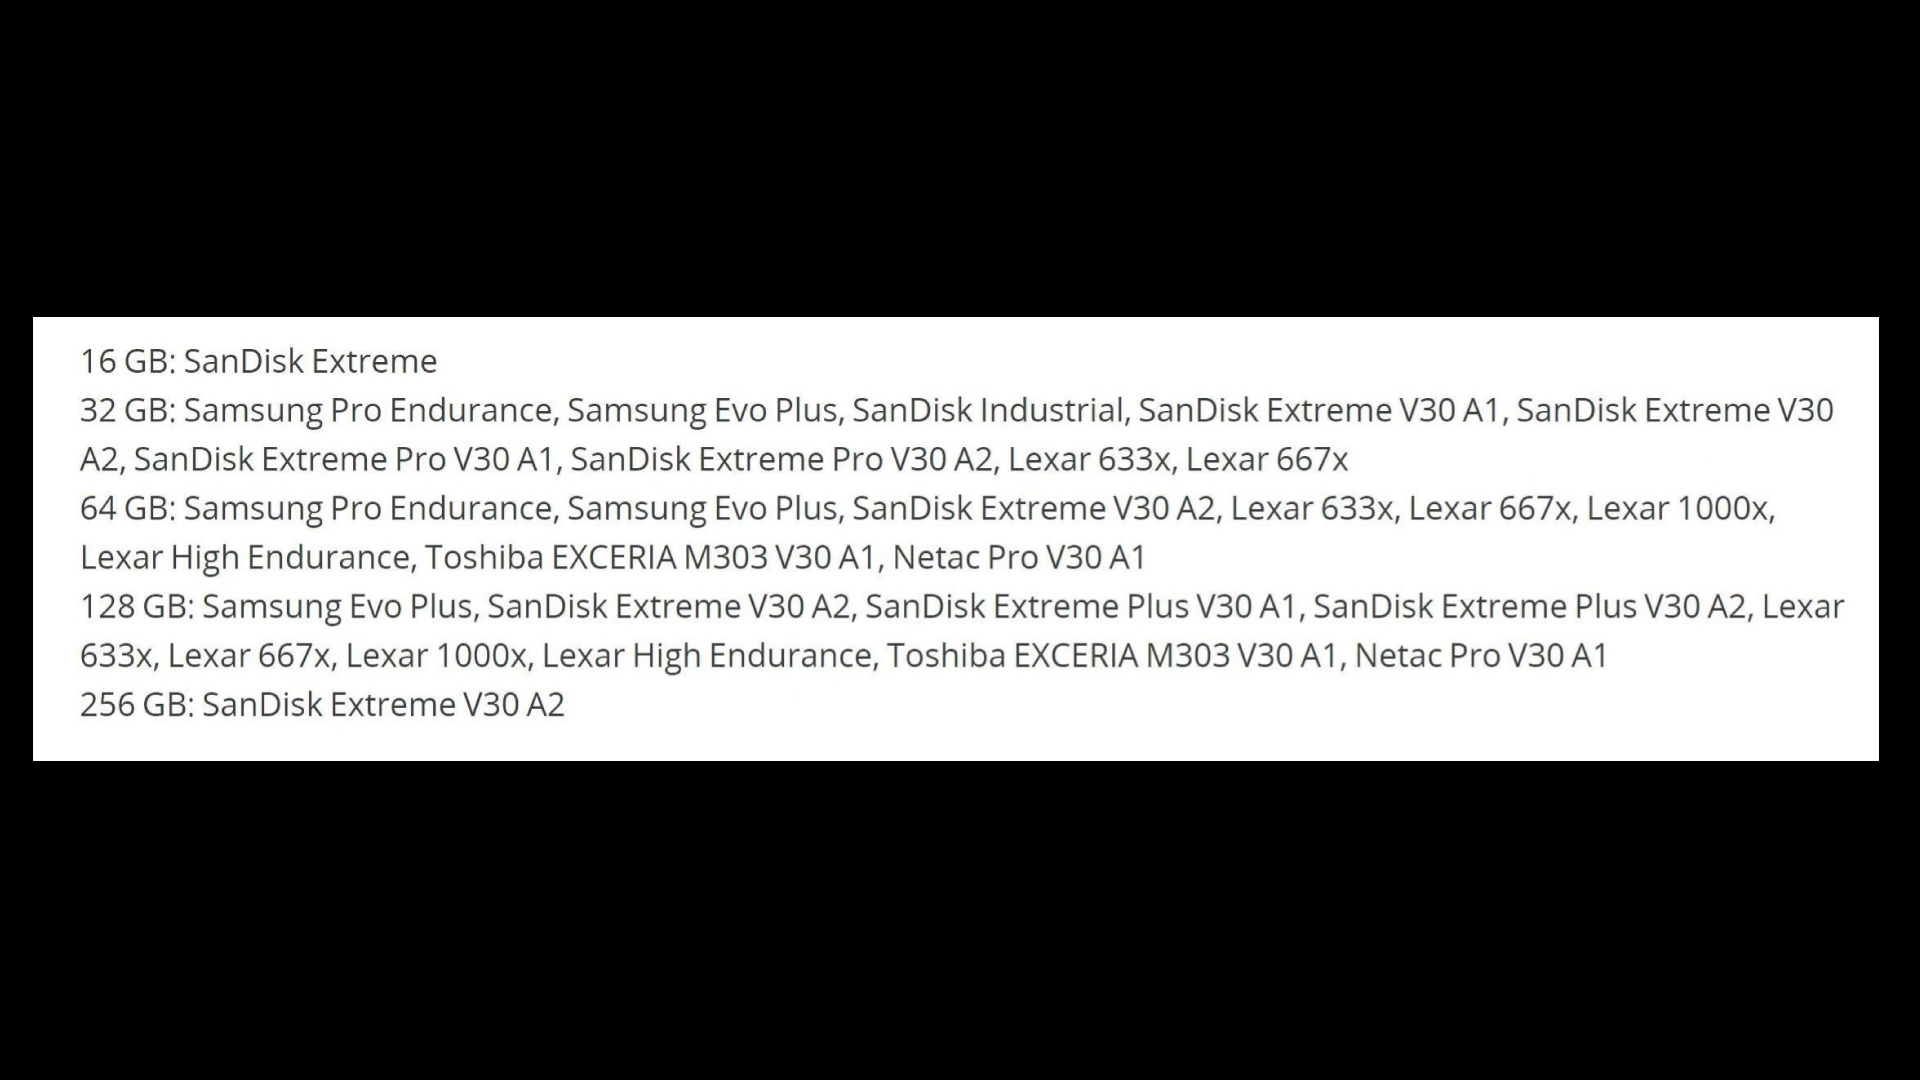 16 GB: SanDisk Extreme
32 GB: Samsung Pro Endurance, Samsung Evo Plus, SanDisk Industrial, SanDisk Extreme V30 A1, SanDisk Extreme V30
A2, SanDisk Extreme Pro V30 A1, SanDisk Extreme Pro V30 A2, Lexar 633x, Lexar 667x
64 GB: Samsung Pro Endurance, Samsung Evo Plus, SanDisk Extreme V30 A2, Lexar 633x, Lexar 667x, Lexar 1000x,
Lexar High Endurance, Toshiba EXCERIA M303 V30 A1, Netac Pro V30 A1
128 GB: Samsung Evo Plus, SanDisk Extreme V30 A2, SanDisk Extreme Plus V30 A1, SanDisk Extreme Plus V30 A2, Lexar
633x, Lexar 667x, Lexar 1000x, Lexar High Endurance, Toshiba EXCERIA M303 V30 A1, Netac Pro V30 A1
256 GB: SanDisk Extreme V30 A2